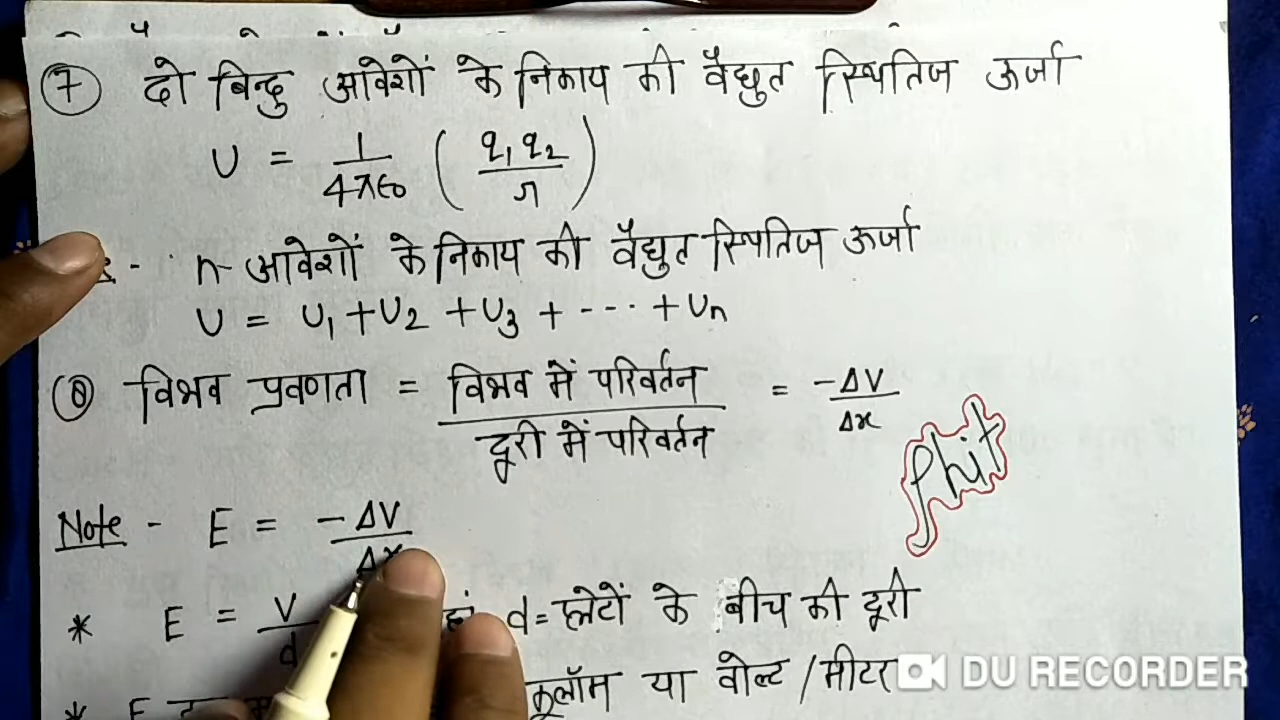 ⑦ दो बिन्दु आवेशों के निकाय की वैद्युत स्थितिज ऊर्जा
U = 1/4πε₀ ( q₁q₂/r )
n-आवेशों के निकाय की वैद्युत स्थितिज ऊर्जा
U = U₁ + U₂ + U₃ + --- + Uₙ
⑧ विभव प्रवणता = विभव में परिवर्तन / दूरी में परिवर्तन = -ΔV/Δx
phit
Note - E = -ΔV/Δx
* E = V/d d = प्लेटों के बीच की दूरी
* E कूलॉम या वोल्ट / मीटर
DU RECORDER